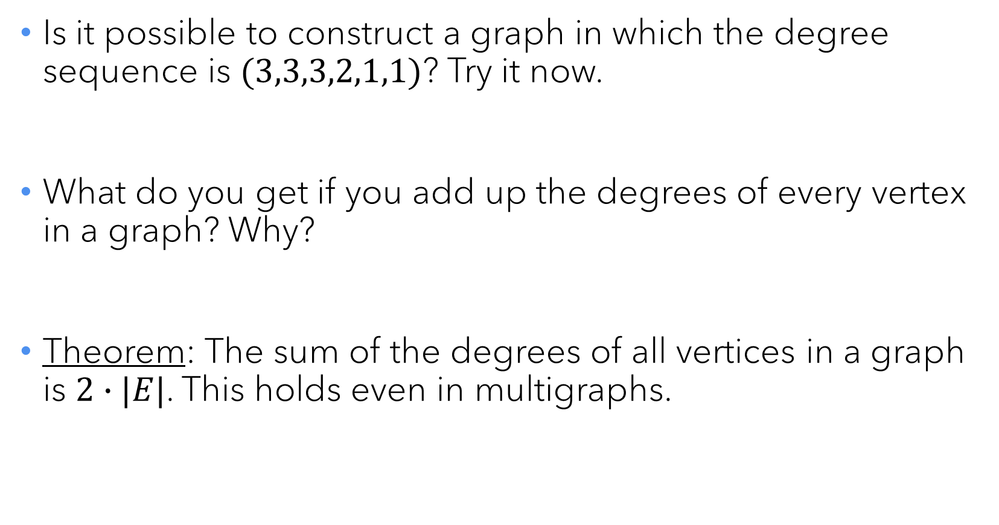 • Is it possible to construct a graph in which the degree
sequence is (3,3,3,2,1,1)? Try it now.
• What do you get if you add up the degrees of every vertex
in a graph? Why?
• Theorem: The sum of the degrees of all vertices in a graph
is 2 · |E|. This holds even in multigraphs.